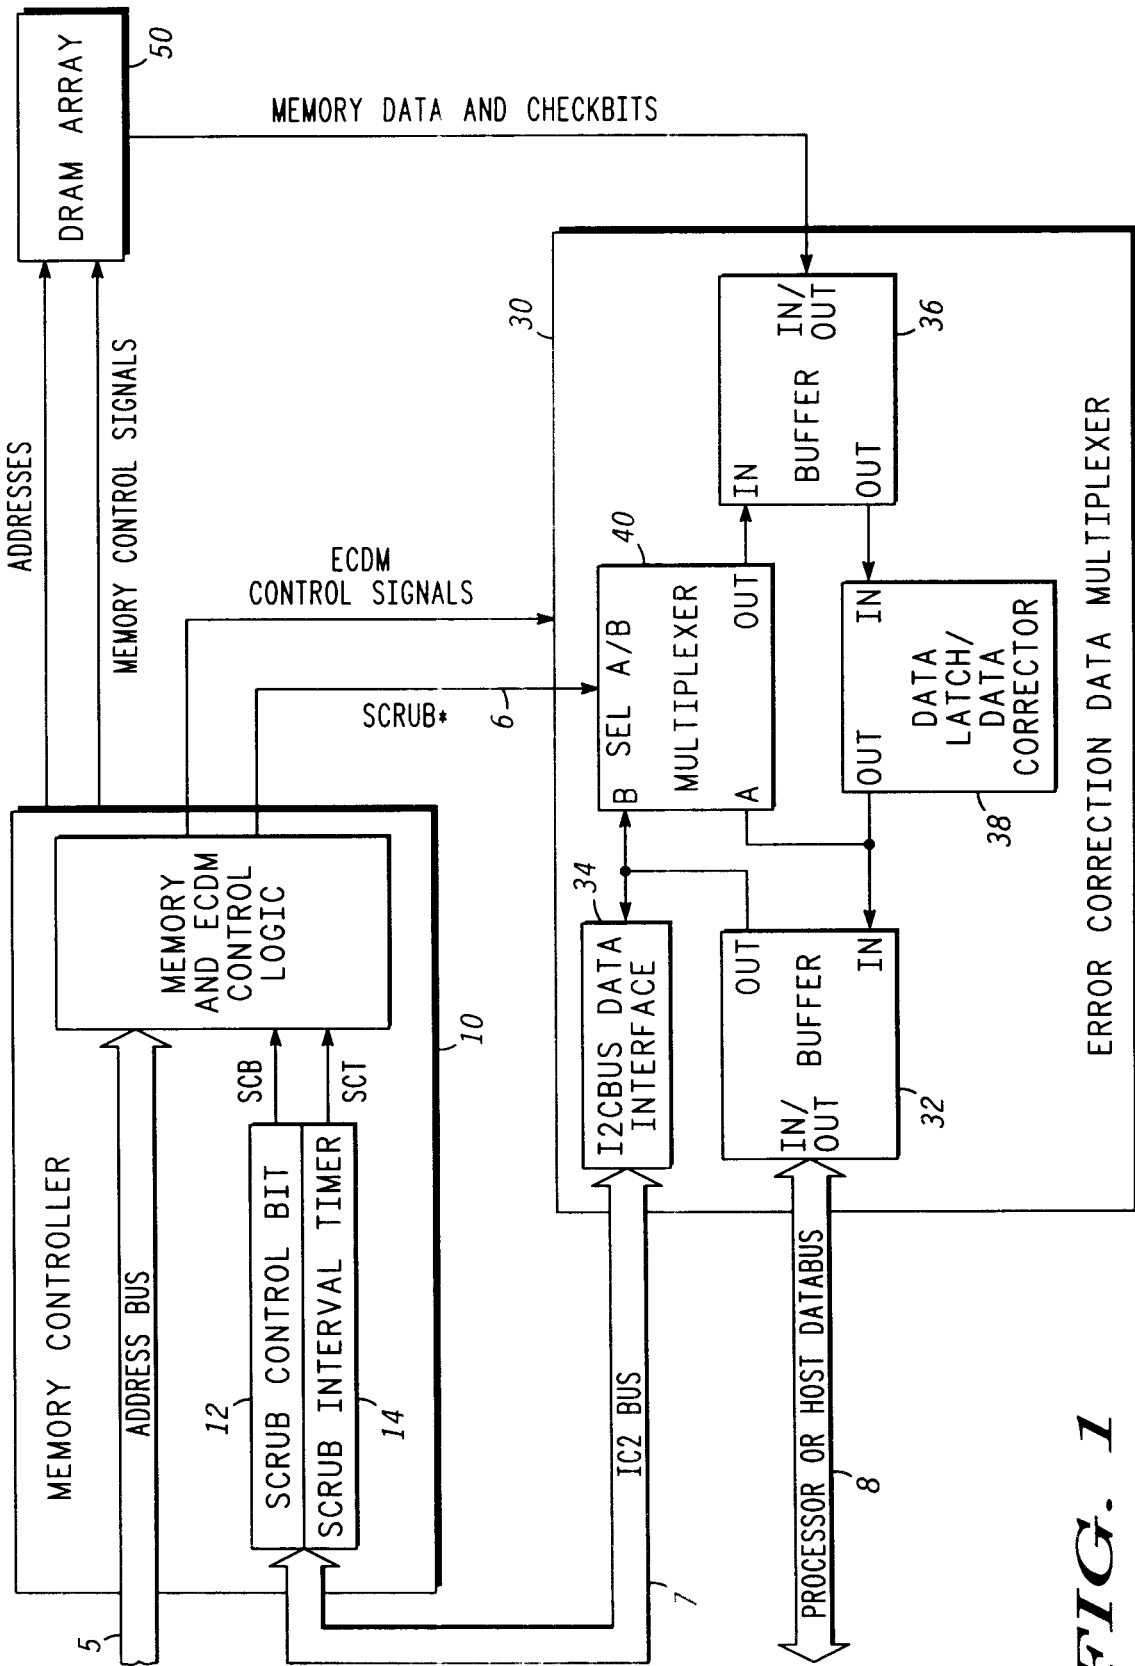 MEMORY CONTROLLER
5
ADDRESS BUS
MEMORY
AND ECDM
CONTROL
LOGIC
12
SCRUB CONTROL BIT
SCRUB INTERVAL TIMER
14
SCB
SCT
10
ADDRESSES
MEMORY CONTROL SIGNALS
DRAM ARRAY
50
ECDM
CONTROL SIGNALS
SCRUB*
6
MEMORY DATA AND CHECKBITS
30
IC2 BUS
7
34
I2CBUS DATA
INTERFACE
B SEL A/B
MULTIPLEXER
A
OUT
40
OUT
IN/
OUT
BUFFER
IN
32
PROCESSOR OR HOST DATABUS
8
IN
BUFFER
IN/
OUT
OUT
36
OUT
IN
DATA
LATCH/
DATA
CORRECTOR
38
ERROR CORRECTION DATA MULTIPLEXER
FIG. 1